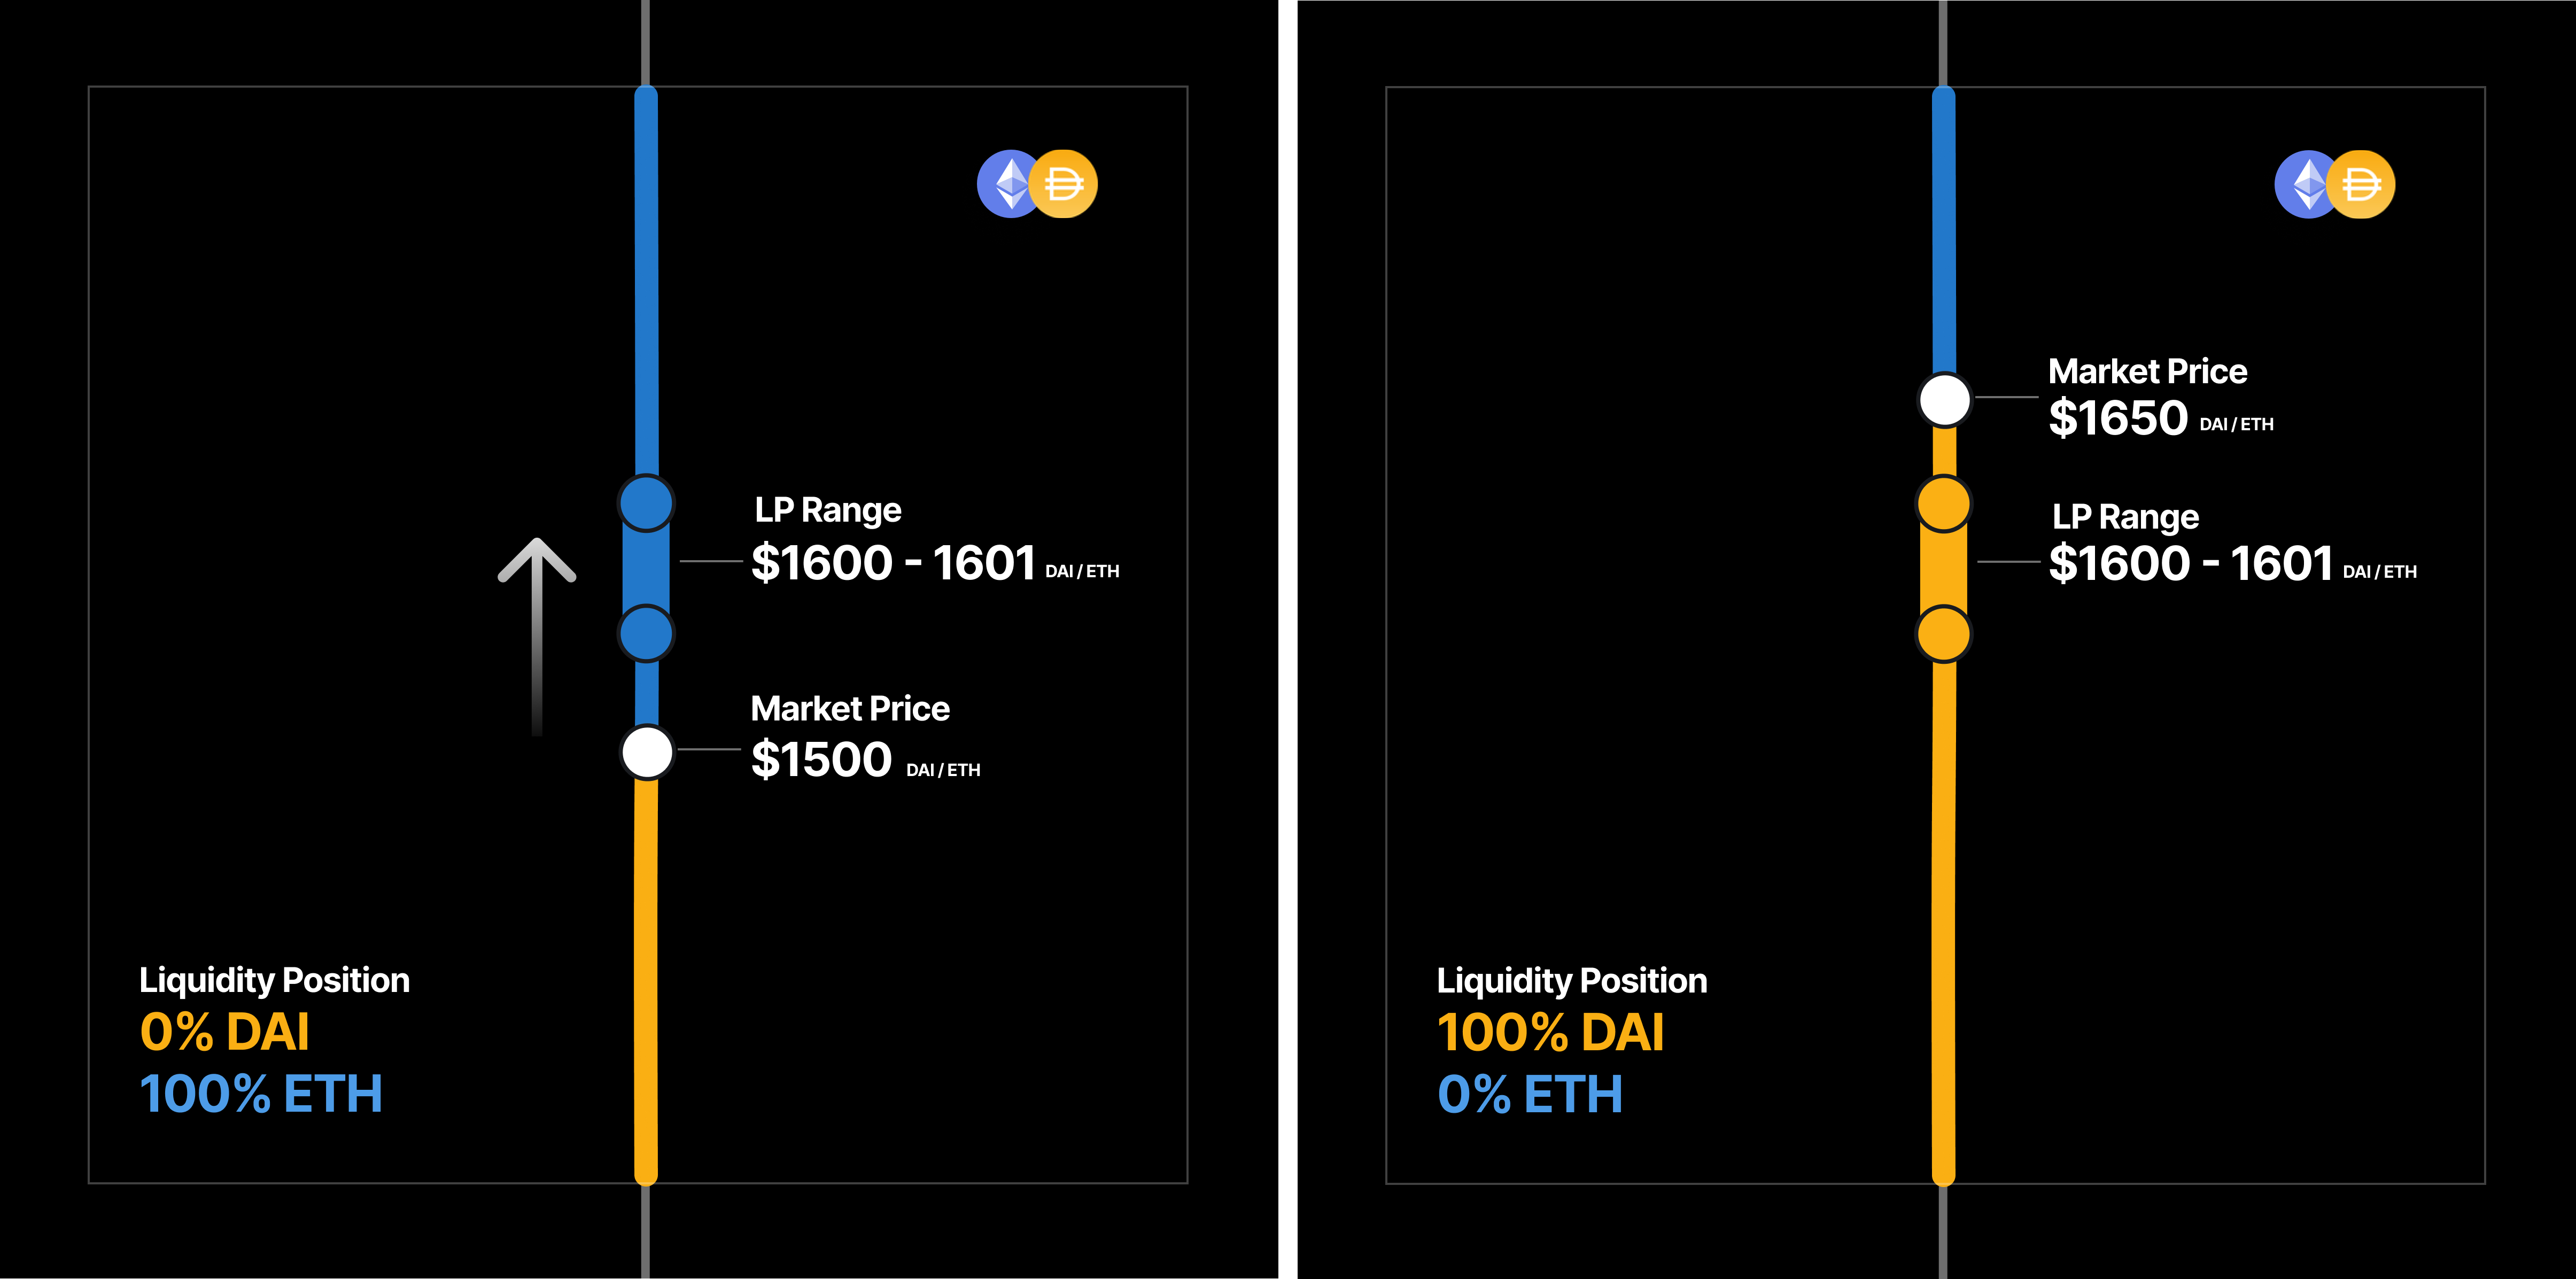 LP Range
$1600 - 1601 DAI / ETH
Market Price
$1500 DAI / ETH
Liquidity Position
0% DAI
100% ETH
Market Price
$1650 DAI / ETH
LP Range
$1600 - 1601 DAI / ETH
Liquidity Position
100% DAI
0% ETH